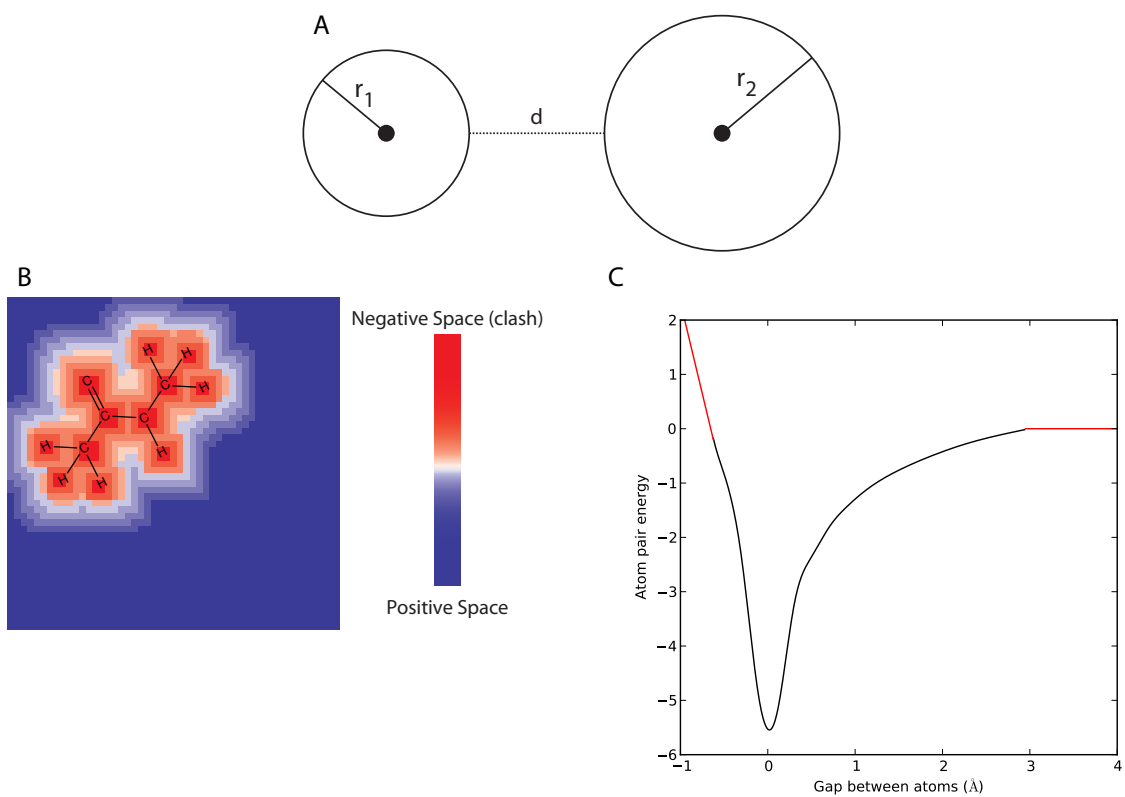 A
r1
d
r2
B
C
Negative Space (clash)
Positive Space
H
H
C
C
H
C
C
H
C
H
H
H
H
2
1
0
−1
−2
−3
−4
−5
−6
Atom pair energy
−1 0 1 2 3 4
Gap between atoms (Å)